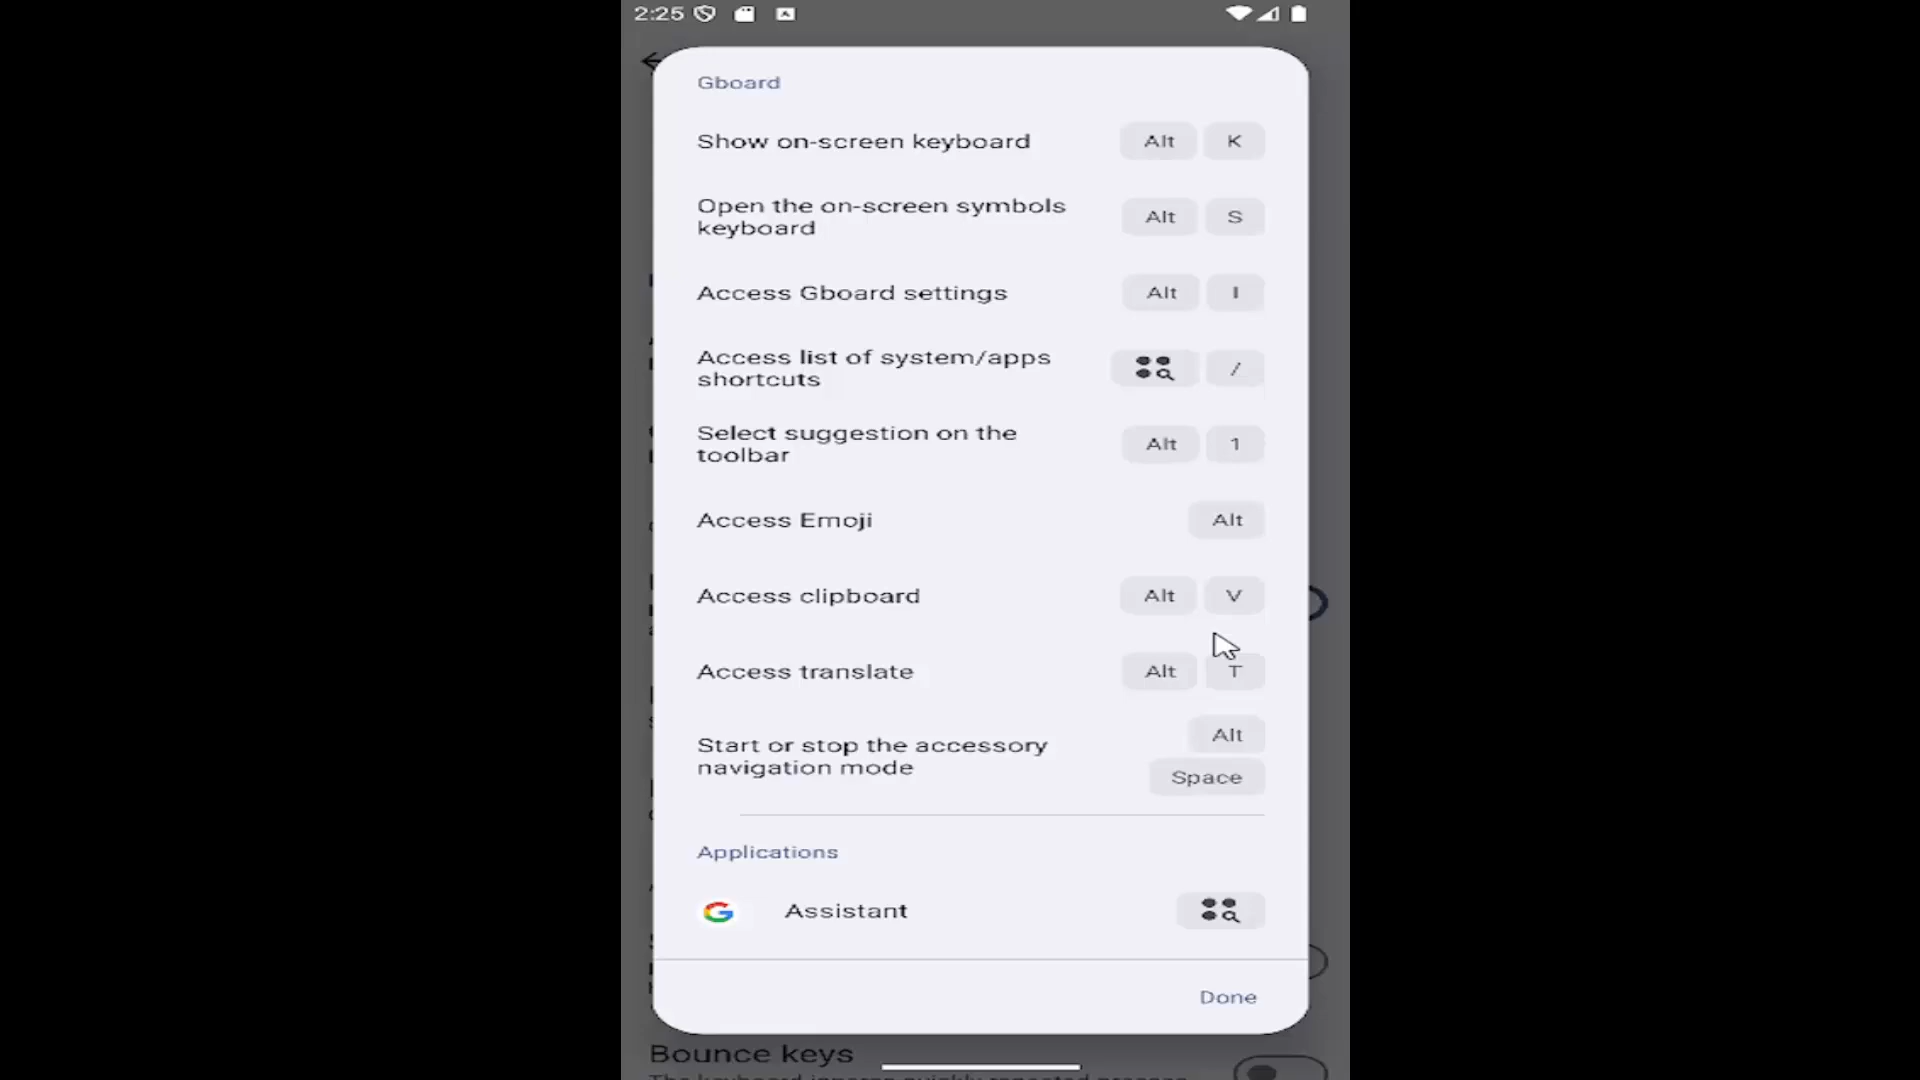 2:25
Gboard
Show on-screen keyboard Alt K
Open the on-screen symbols
keyboard Alt S
Access Gboard settings Alt I
Access list of system/apps
shortcuts /
Select suggestion on the
toolbar Alt 1
Access Emoji Alt
Access clipboard Alt V
Access translate Alt T
Start or stop the accessory
navigation mode Alt
Space
Applications
Assistant
Done
Bounce keys